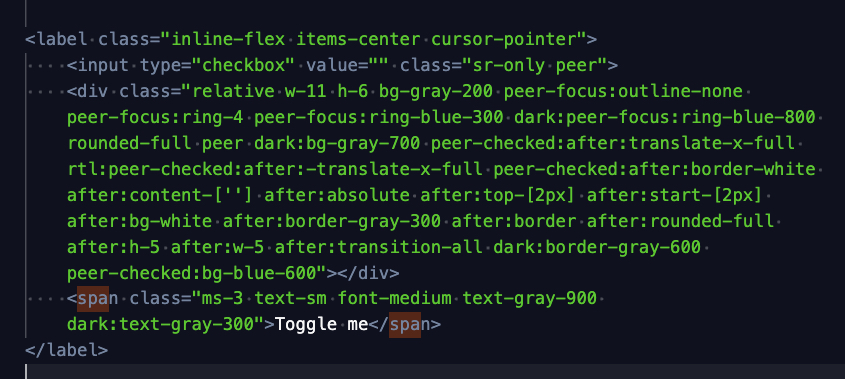 <label class="inline-flex items-center cursor-pointer">
<input type="checkbox" value="" class="sr-only peer">
<div class="relative w-11 h-6 bg-gray-200 peer-focus:outline-none
peer-focus:ring-4 peer-focus:ring-blue-300 dark:peer-focus:ring-blue-800
rounded-full peer dark:bg-gray-700 peer-checked:after:translate-x-full
rtl:peer-checked:after:-translate-x-full peer-checked:after:border-white
after:content-[''] after:absolute after:top-[2px] after:start-[2px]
after:bg-white after:border-gray-300 after:border after:rounded-full
after:h-5 after:w-5 after:transition-all dark:border-gray-600
peer-checked:bg-blue-600"></div>
<span class="ms-3 text-sm font-medium text-gray-900
dark:text-gray-300">Toggle me</span>
</label>